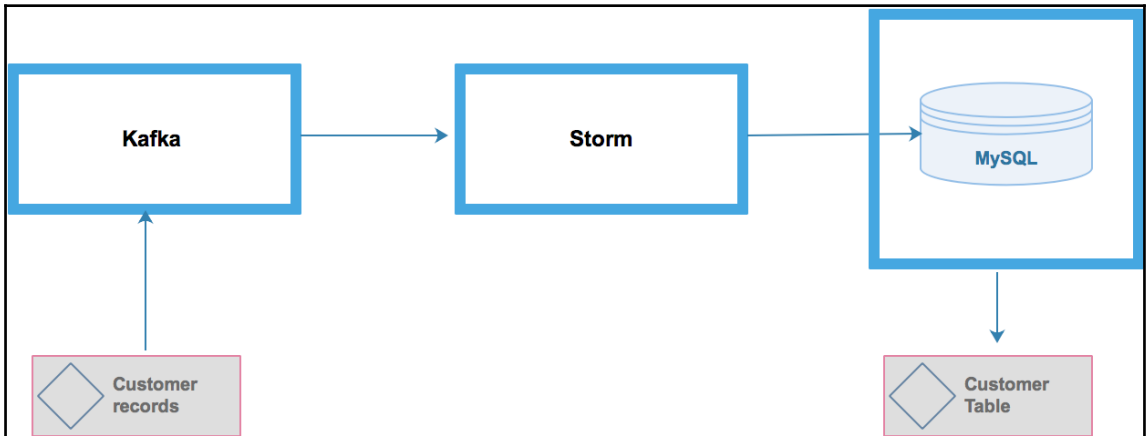 Kafka
Storm
MySQL
Customer
records
Customer
Table